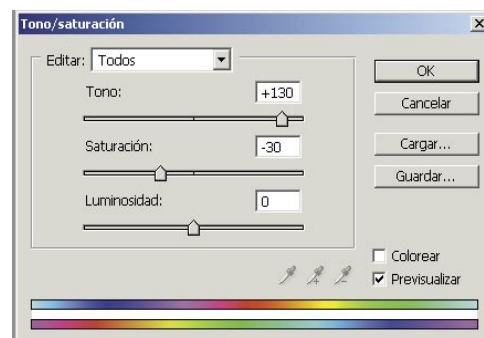 Tono/saturación
Editar: Todos
Tono: +130
Saturación: -30
Luminosidad: 0
OK
Cancelar
Cargar...
Guardar...
Colorear
Previsualizar